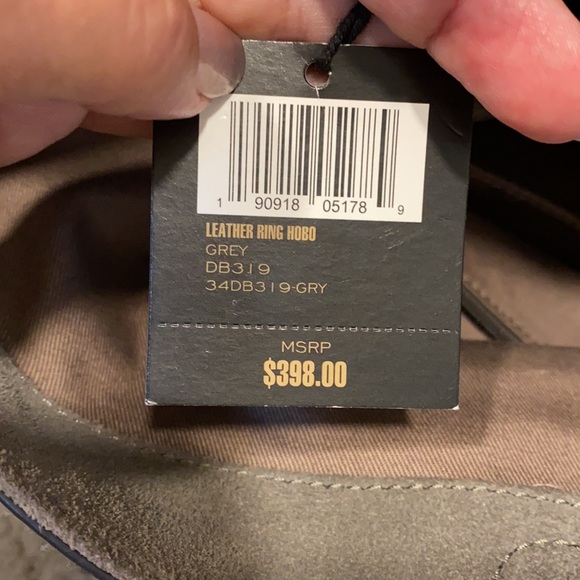 1 90918 05178 9
LEATHER RING HOBO
GREY
DB319
34DB319-GRY
MSRP
$398.00